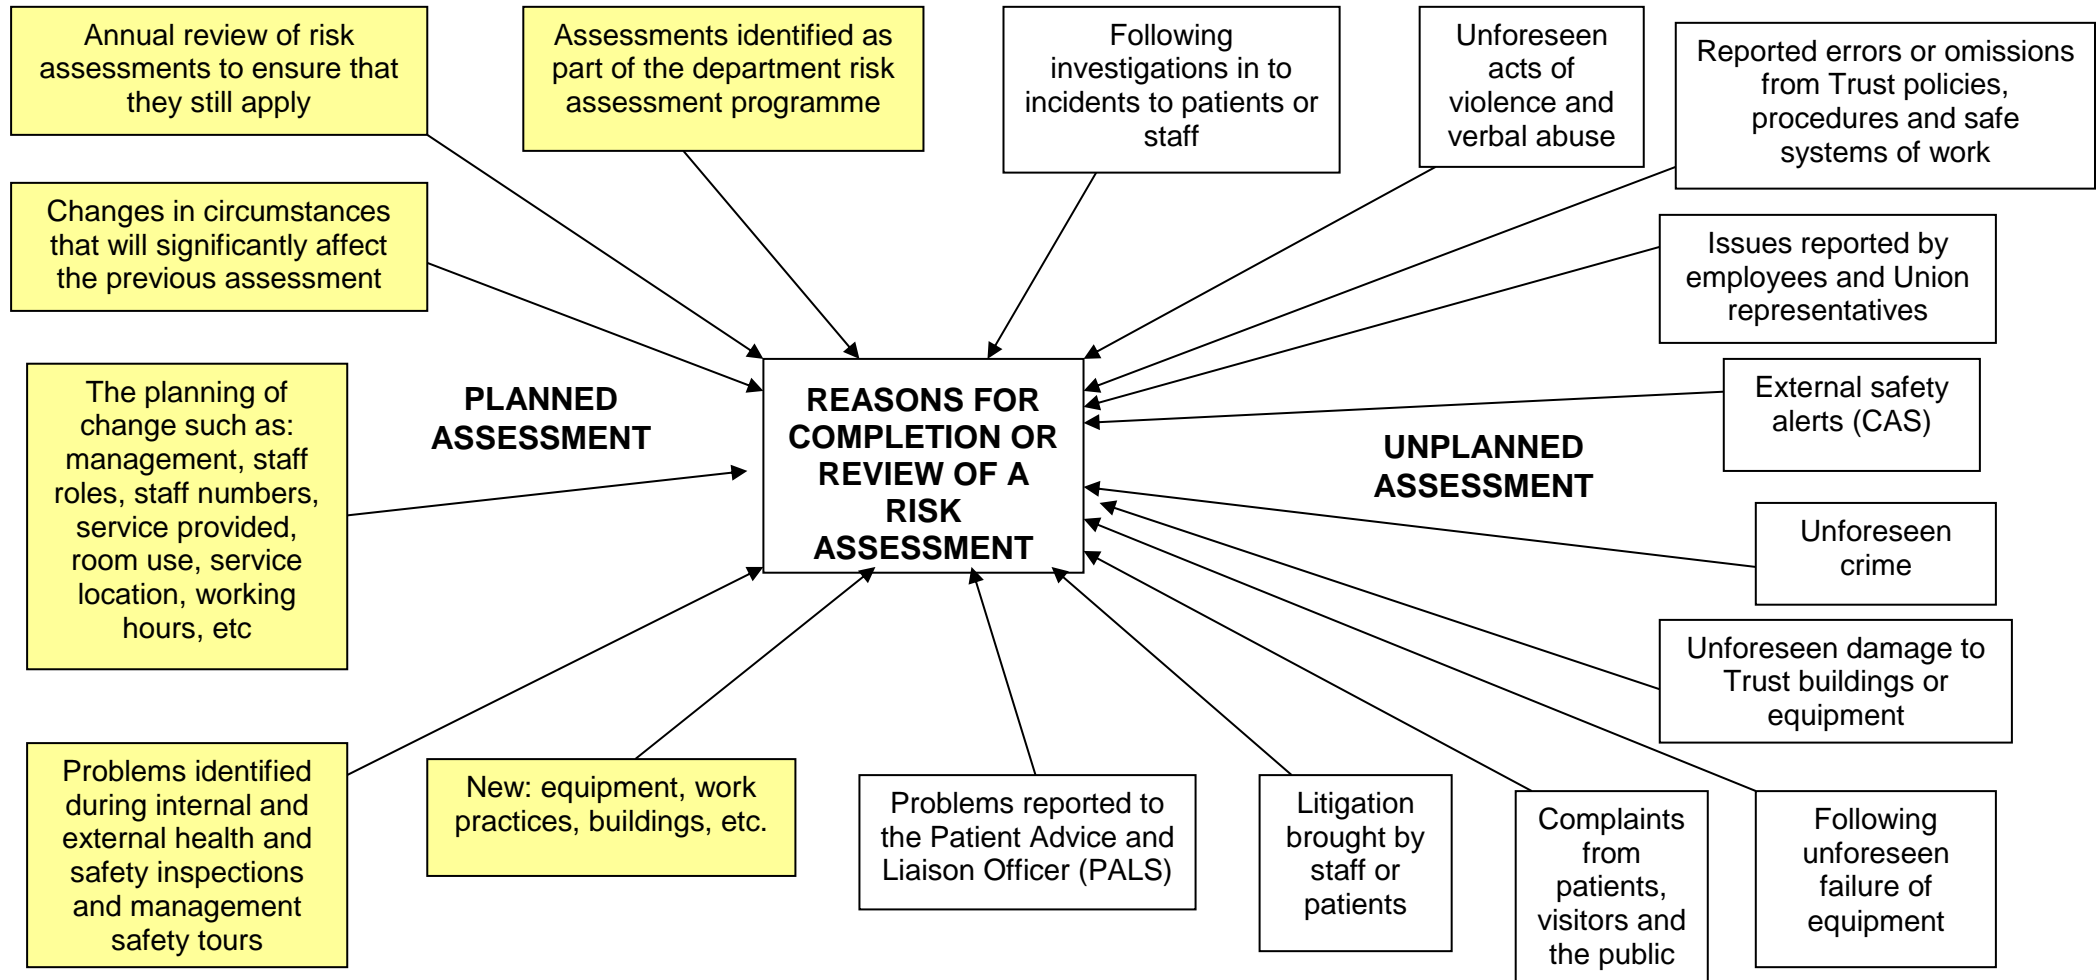 Annual review of risk
assessments to ensure that
they still apply
Assessments identified as
part of the department risk
assessment programme
Following
investigations in to
incidents to patients or
staff
Unforeseen
acts of
violence and
verbal abuse
Reported errors or omissions
from Trust policies,
procedures and safe
systems of work
Changes in circumstances
that will significantly affect
the previous assessment
Issues reported by
employees and Union
representatives
The planning of
change such as:
management, staff
roles, staff numbers,
service provided,
room use, service
location, working
hours, etc
PLANNED
ASSESSMENT
REASONS FOR
COMPLETION OR
REVIEW OF A
RISK
ASSESSMENT
UNPLANNED
ASSESSMENT
External safety
alerts (CAS)
Unforeseen
crime
Unforeseen damage to
Trust buildings or
equipment
Problems identified
during internal and
external health and
safety inspections
and management
safety tours
New: equipment, work
practices, buildings, etc.
Problems reported to
the Patient Advice and
Liaison Officer (PALS)
Litigation
brought by
staff or
patients
Complaints
from
patients,
visitors and
the public
Following
unforeseen
failure of
equipment